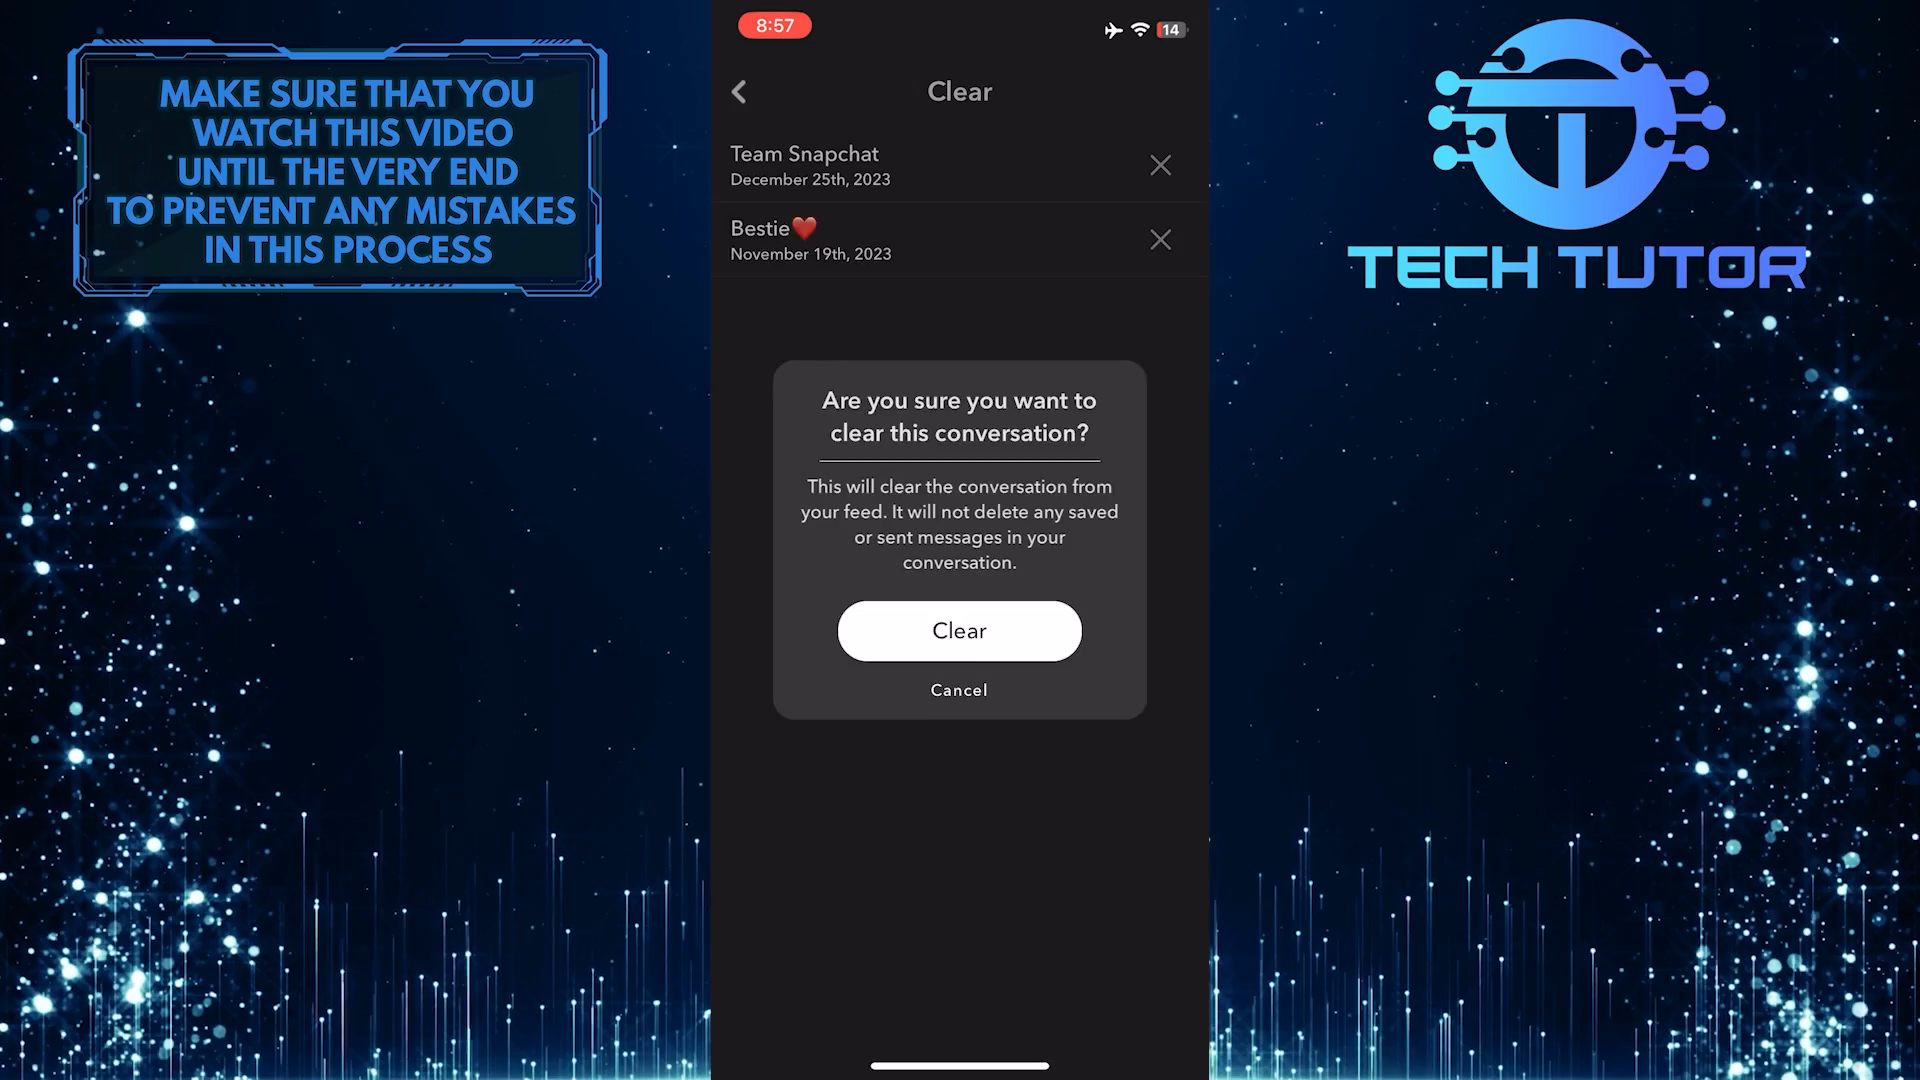 MAKE SURE THAT YOU
WATCH THIS VIDEO
UNTIL THE VERY END
TO PREVENT ANY MISTAKES
IN THIS PROCESS
8:57
14
Clear
Team Snapchat
December 25th, 2023
Bestie❤️
November 19th, 2023
Are you sure you want to
clear this conversation?
This will clear the conversation from
your feed. It will not delete any saved
or sent messages in your
conversation.
Clear
Cancel
TECH TUTOR